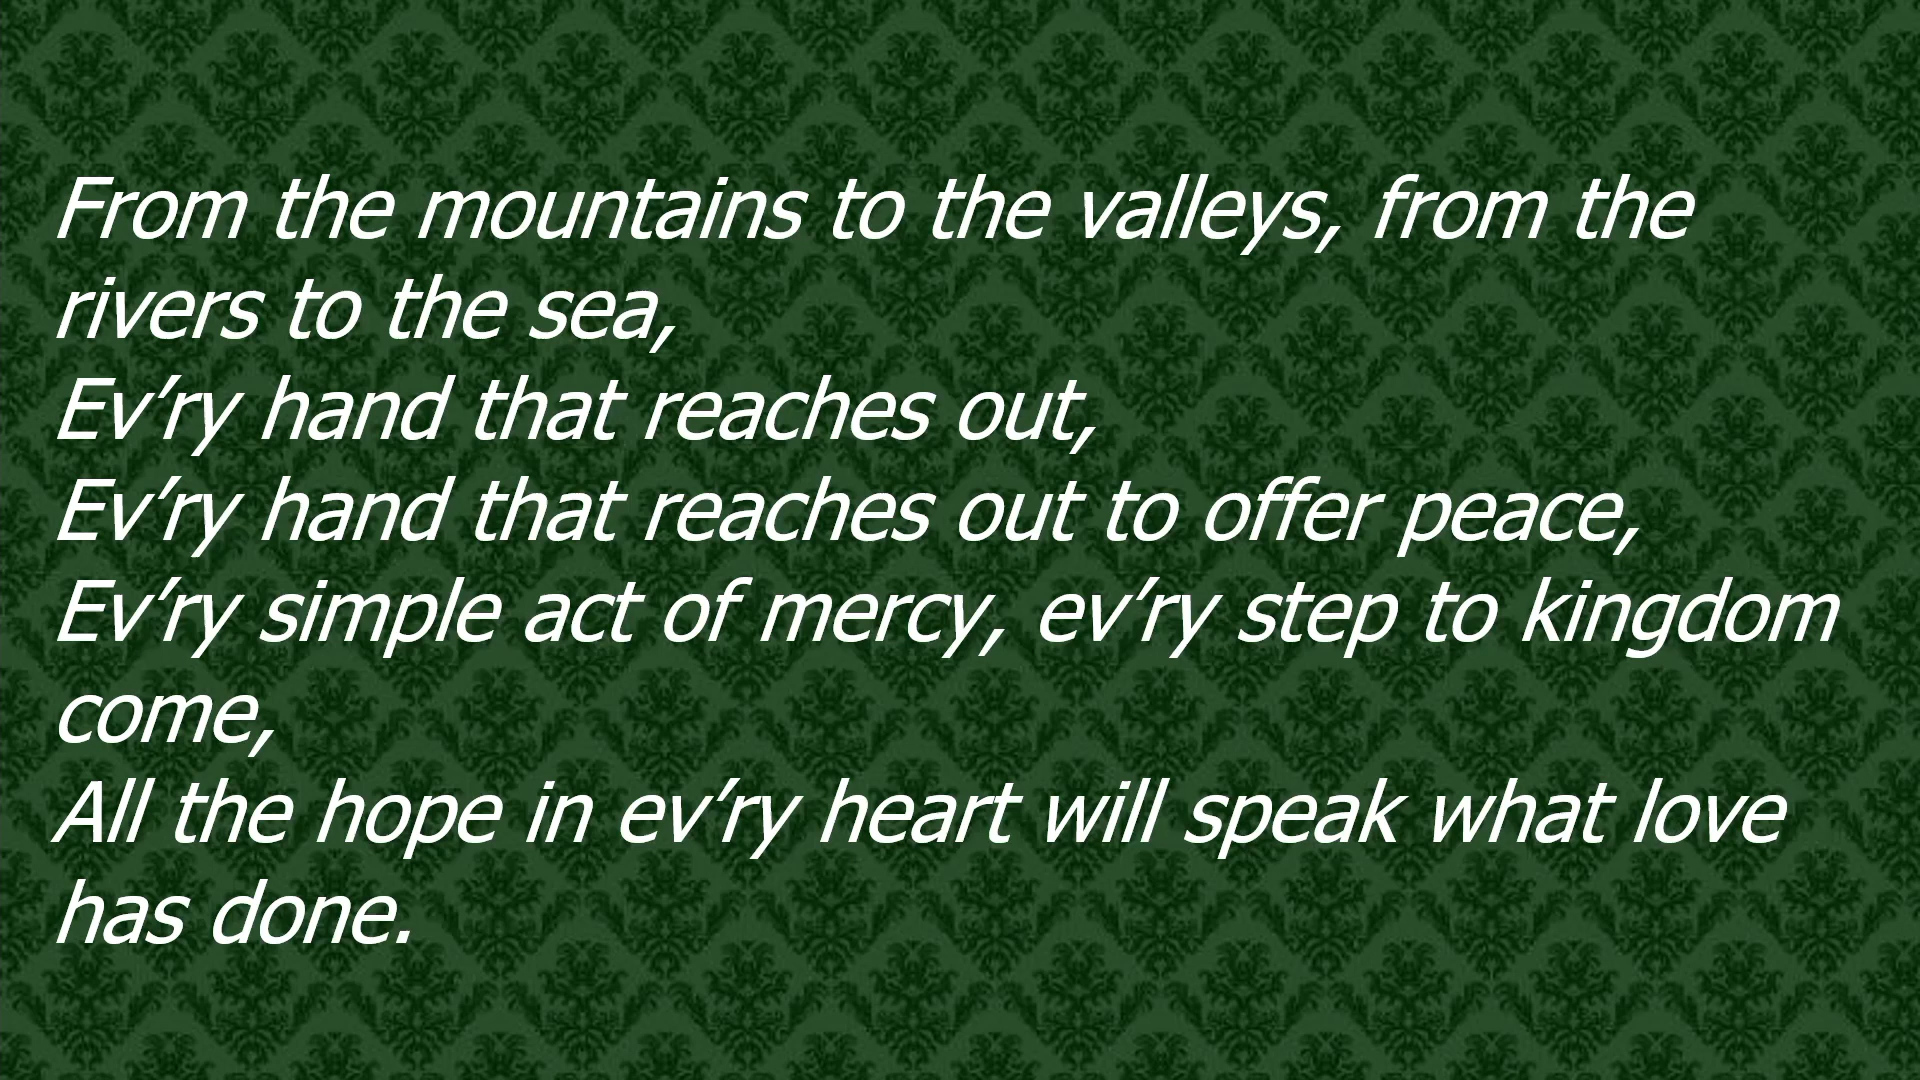 From the mountains to the valleys, from the
rivers to the sea,
Ev’ry hand that reaches out,
Ev’ry hand that reaches out to offer peace,
Ev’ry simple act of mercy, ev’ry step to kingdom
come,
All the hope in ev’ry heart will speak what love
has done.